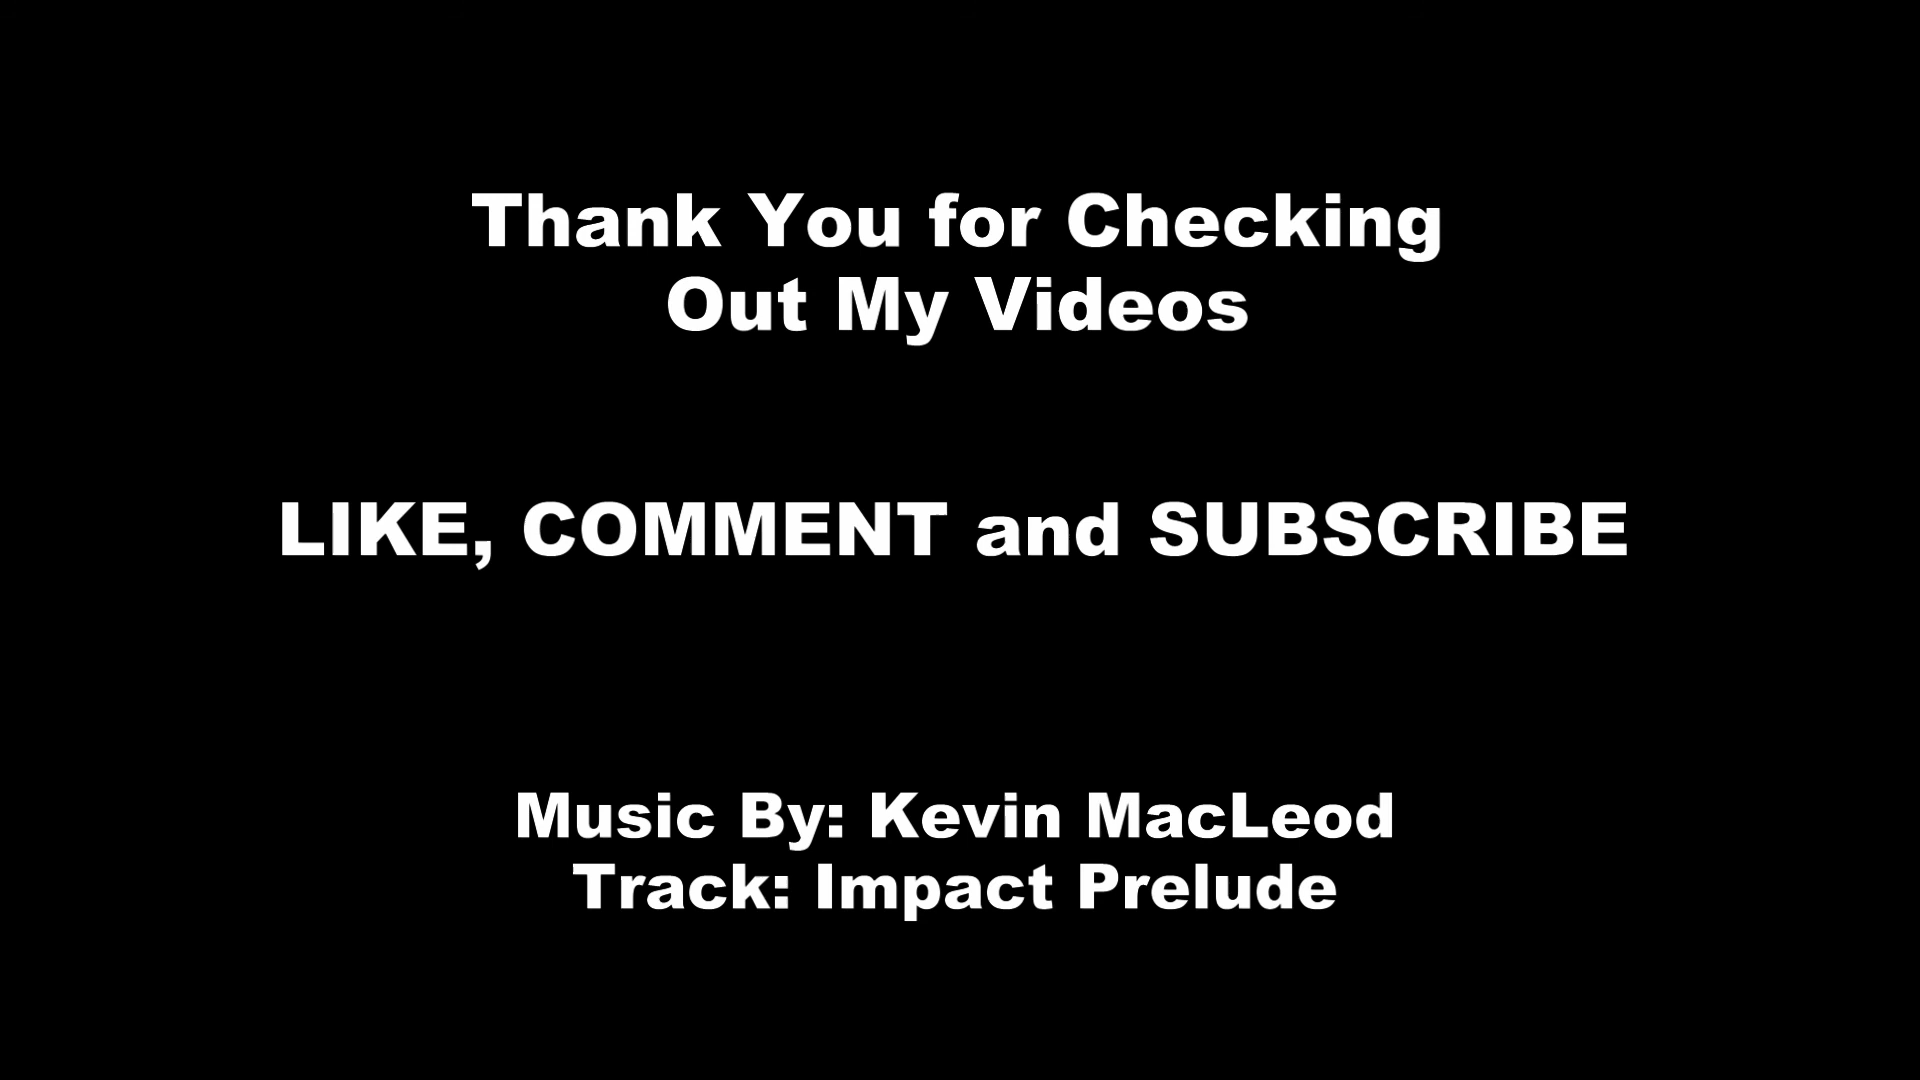 Thank You for Checking
Out My Videos
LIKE, COMMENT and SUBSCRIBE
Music By: Kevin MacLeod
Track: Impact Prelude